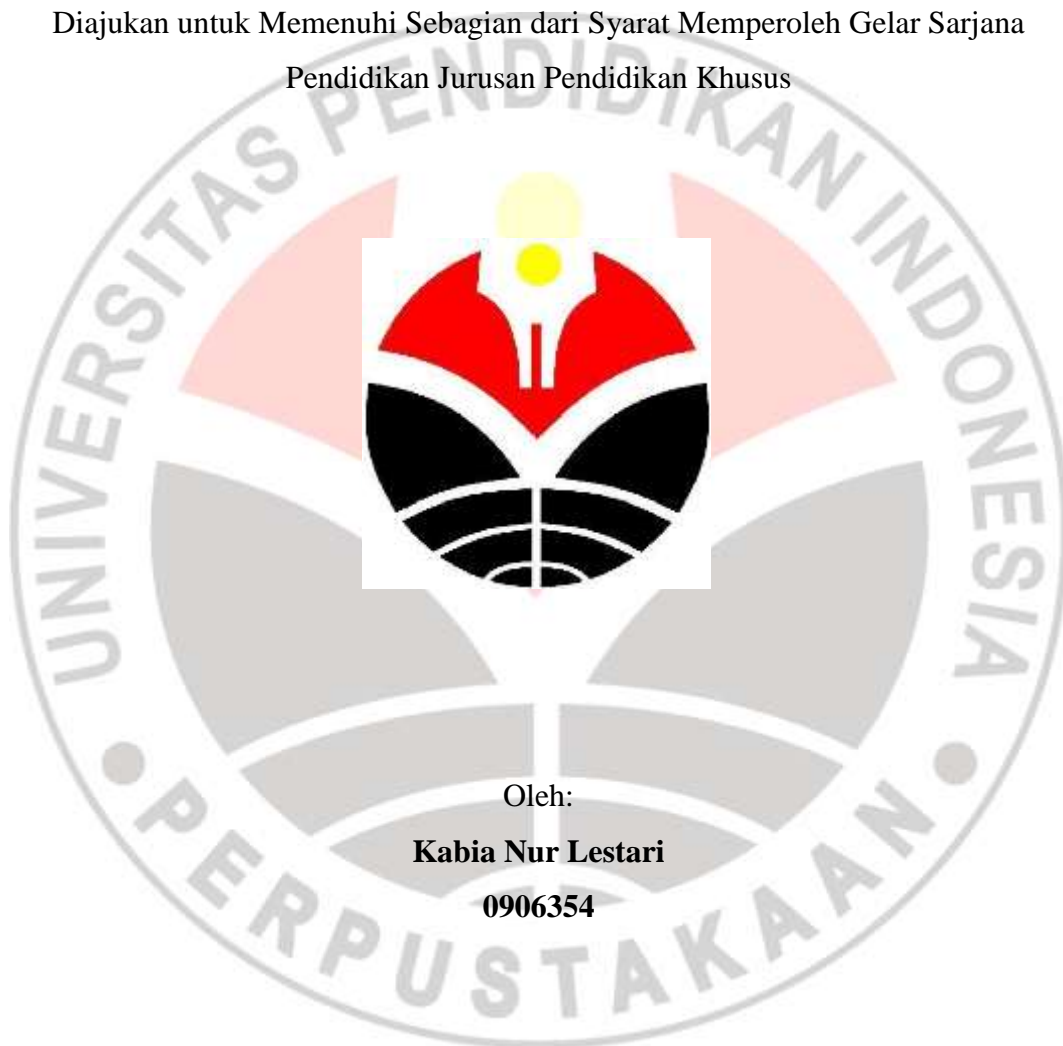 Diajukan untuk Memenuhi Sebagian dari Syarat Memperoleh Gelar Sarjana
Pendidikan Jurusan Pendidikan Khusus
UNIVERSITAS PENDIDIKAN INDONESIA
Oleh:
Kabia Nur Lestari
0906354
PERPUSTAKAAN